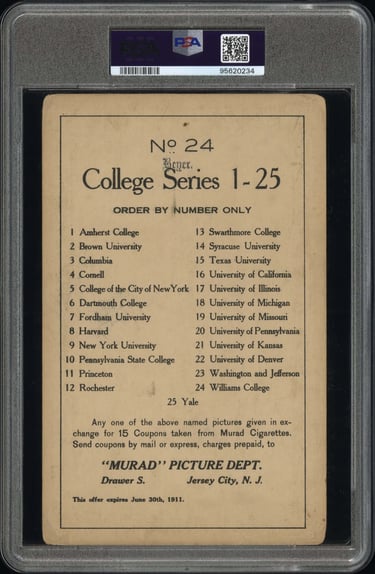 PSA
95620234
No 24
College Series 1-25
ORDER BY NUMBER ONLY
1 Amherst College
2 Brown University
3 Columbia
4 Cornell
5 College of the City of New York
6 Dartmouth College
7 Fordham University
8 Harvard
9 New York University
10 Pennsylvania State College
11 Princeton
12 Rochester
13 Swarthmore College
14 Syracuse University
15 Texas University
16 University of California
17 University of Illinois
18 University of Michigan
19 University of Missouri
20 University of Pennsylvania
21 University of Kansas
22 University of Denver
23 Washington and Jefferson
24 Williams College
25 Yale
Any one of the above named pictures given in ex-
change for 15 Coupons taken from Murad Cigarettes.
Send coupons by mail or express, charges prepaid, to
"MURAD" PICTURE DEPT.
Drawer S. Jersey City, N. J.
This offer expires June 30th, 1911.